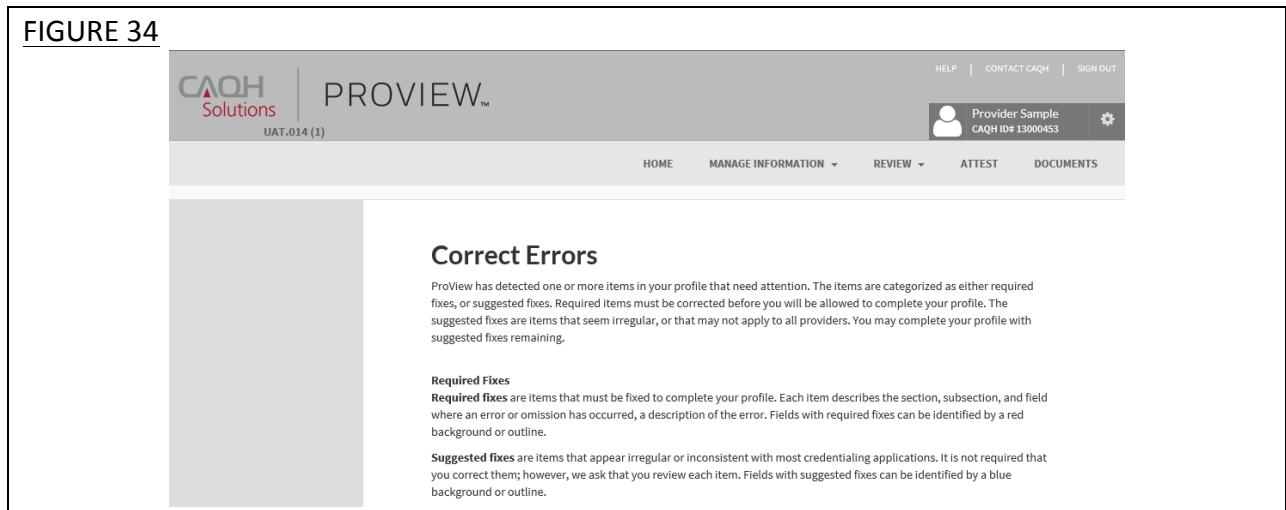 FIGURE 34
CAQH
Solutions
PROVIEW™
UAT.014 (1)
HELP | CONTACT CAQH | SIGN OUT
Provider Sample
CAQH ID# 13000453
HOME MANAGE INFORMATION REVIEW ATTEST DOCUMENTS
Correct Errors
ProView has detected one or more items in your profile that need attention. The items are categorized as either required
fixes, or suggested fixes. Required items must be corrected before you will be allowed to complete your profile. The
suggested fixes are items that seem irregular, or that may not apply to all providers. You may complete your profile with
suggested fixes remaining.
Required Fixes
Required fixes are items that must be fixed to complete your profile. Each item describes the section, subsection, and field
where an error or omission has occurred, a description of the error. Fields with required fixes can be identified by a red
background or outline.
Suggested fixes are items that appear irregular or inconsistent with most credentialing applications. It is not required that
you correct them; however, we ask that you review each item. Fields with suggested fixes can be identified by a blue
background or outline.